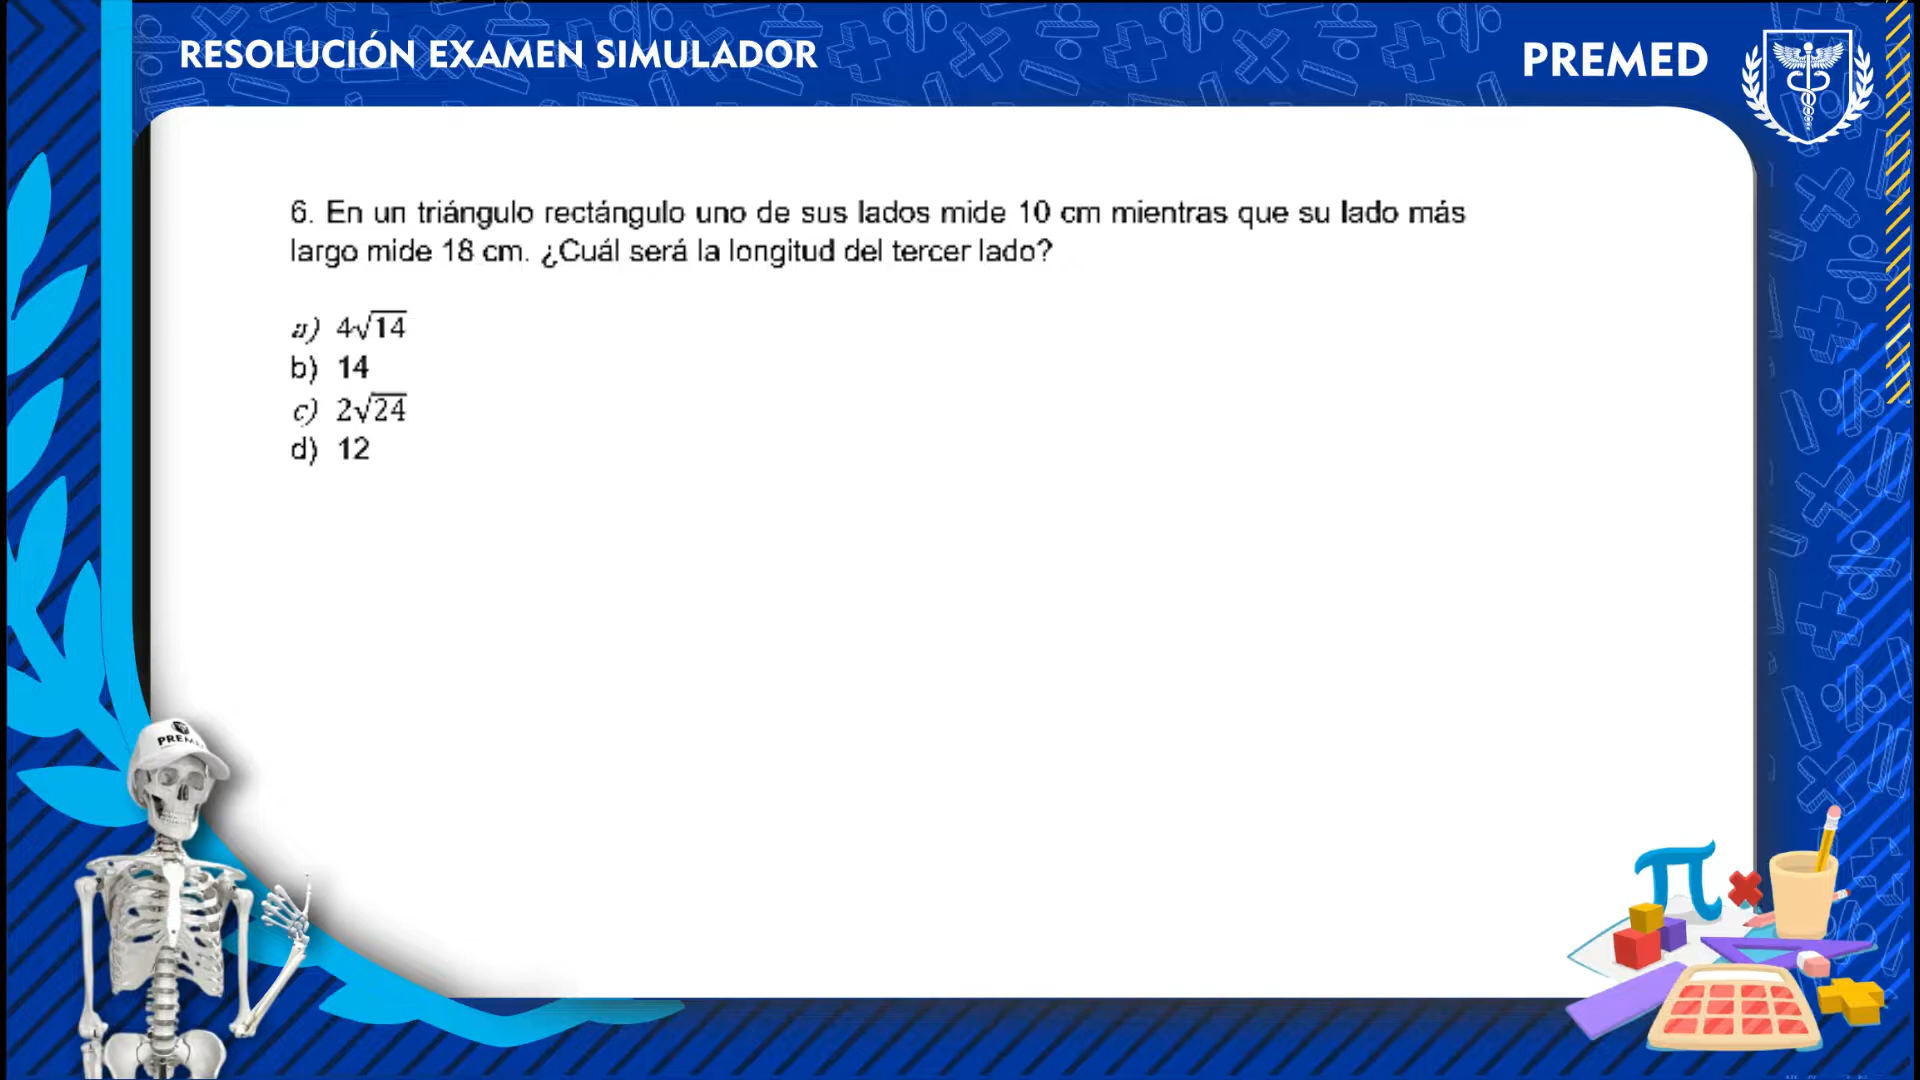 RESOLUCIÓN EXAMEN SIMULADOR
PREMED
6. En un triángulo rectángulo uno de sus lados mide 10 cm mientras que su lado más
largo mide 18 cm. ¿Cuál será la longitud del tercer lado?
a) 4√14
b) 14
c) 2√24
d) 12